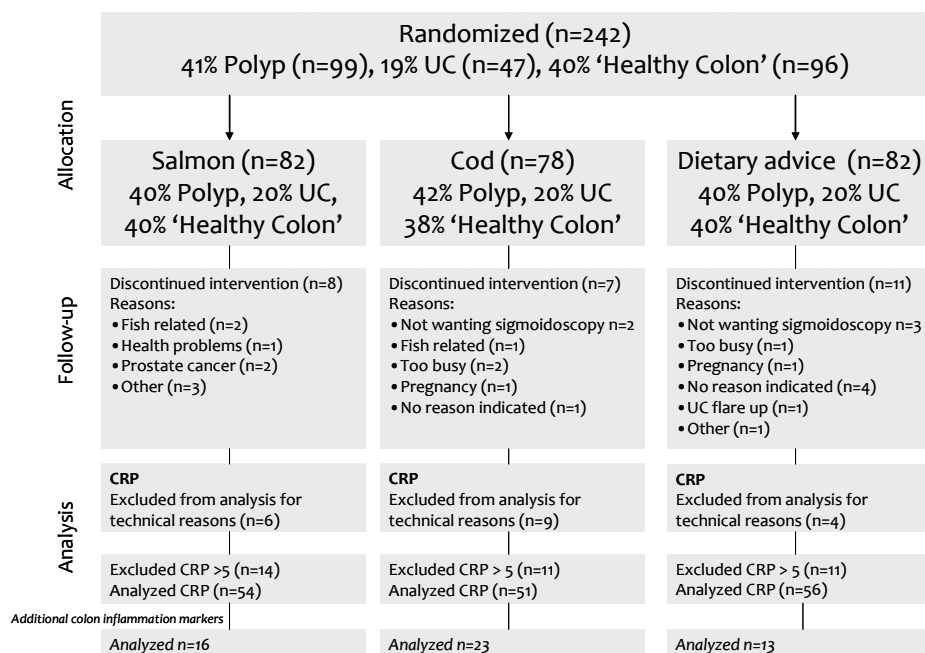 Randomized (n=242)
41% Polyp (n=99), 19% UC (n=47), 40% ‘Healthy Colon’ (n=96)
Allocation
Salmon (n=82)
40% Polyp, 20% UC,
40% ‘Healthy Colon’
Cod (n=78)
42% Polyp, 20% UC
38% ‘Healthy Colon’
Dietary advice (n=82)
40% Polyp, 20% UC
40% ‘Healthy Colon’
Follow-up
Discontinued intervention (n=8)
Reasons:
• Fish related (n=2)
• Health problems (n=1)
• Prostate cancer (n=2)
• Other (n=3)
Discontinued intervention (n=7)
Reasons:
• Not wanting sigmoidoscopy n=2
• Fish related (n=1)
• Too busy (n=2)
• Pregnancy (n=1)
• No reason indicated (n=1)
Discontinued intervention (n=11)
Reasons:
• Not wanting sigmoidoscopy n=3
• Too busy (n=1)
• Pregnancy (n=1)
• No reason indicated (n=4)
• UC flare up (n=1)
• Other (n=1)
Analysis
CRP
Excluded from analysis for
technical reasons (n=6)
CRP
Excluded from analysis for
technical reasons (n=9)
CRP
Excluded from analysis for
technical reasons (n=4)
Excluded CRP >5 (n=14)
Analyzed CRP (n=54)
Excluded CRP > 5 (n=11)
Analyzed CRP (n=51)
Excluded CRP > 5 (n=11)
Analyzed CRP (n=56)
Additional colon inflammation markers
Analyzed n=16
Analyzed n=23
Analyzed n=13